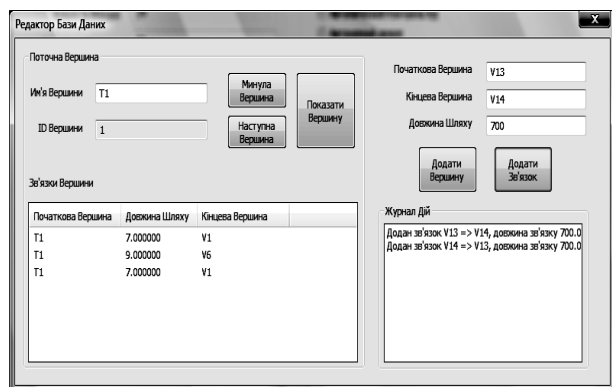 Редактор Бази Даних
X
Поточна Вершина
Им'я Вершини
T1
ID Вершини
1
Минула Вершина
Наступна Вершина
Показати Вершину
Зв'язки Вершини
Початкова Вершина Довжина Шляху Кінцева Вершина
T1 7.000000 V1
T1 9.000000 V6
T1 7.000000 V1
Початкова Вершина
V13
Кінцева Вершина
V14
Довжина Шляху
700
Додати Вершину
Додати Зв'язок
Журнал Дій
Додан зв'язок V13 => V14, довжина зв'язку 700.0
Додан зв'язок V14 => V13, довжина зв'язку 700.0